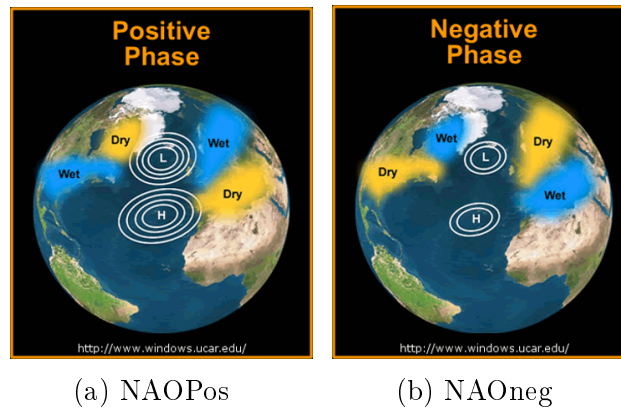 Positive
Phase
Dry
Wet
L
Wet
Dry
H
http://www.windows.ucar.edu/
(a) NAOPos
Negative
Phase
Wet
Dry
L
Dry
Wet
H
http://www.windows.ucar.edu/
(b) NAOneg